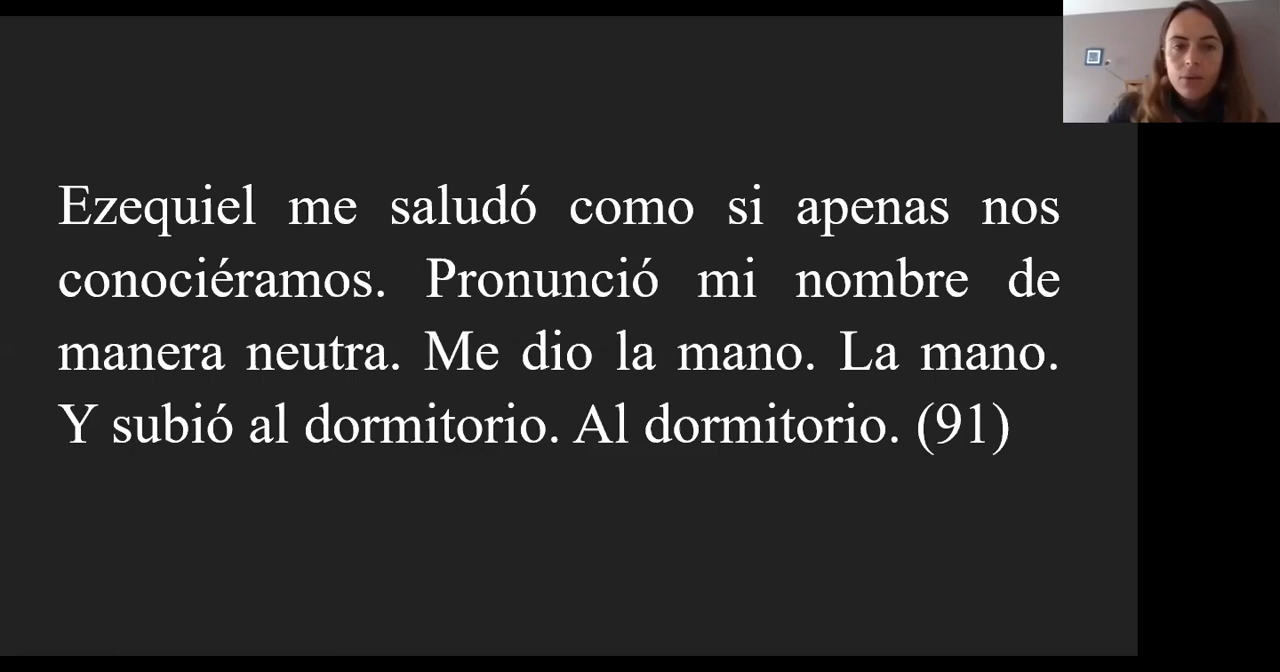 Ezequiel me saludó como si apenas nos
conociéramos. Pronunció mi nombre de
manera neutra. Me dio la mano. La mano.
Y subió al dormitorio. Al dormitorio. (91)